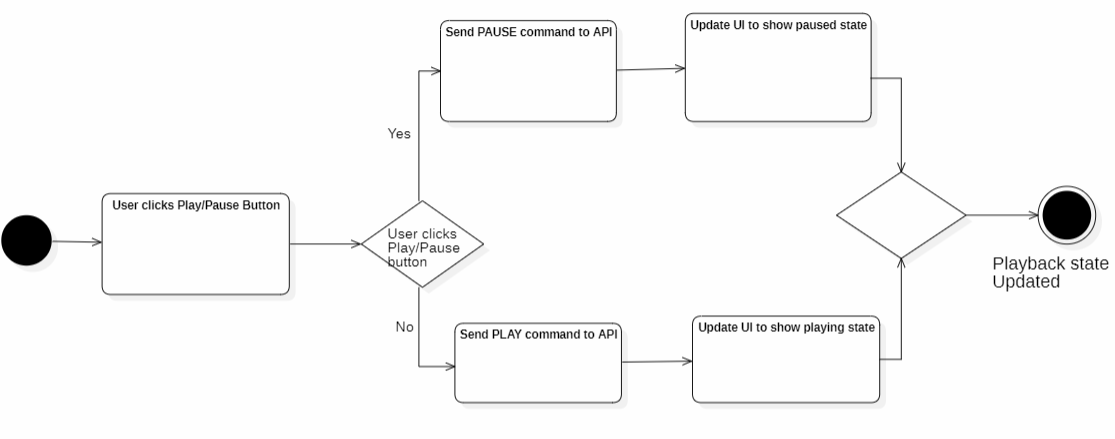 Send PAUSE command to API
Update UI to show paused state
Yes
User clicks Play/Pause Button
User clicks
Play/Pause
button
Playback state
Updated
No
Send PLAY command to API
Update UI to show playing state